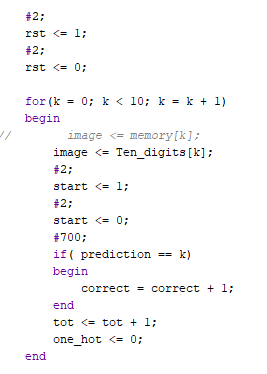 #2;
rst <= 1;
#2;
rst <= 0;
for(k = 0; k < 10; k = k + 1)
begin
// image <= memory[k];
image <= Ten_digits[k];
#2;
start <= 1;
#2;
start <= 0;
#700;
if( prediction == k)
begin
correct = correct + 1;
end
tot <= tot + 1;
one_hot <= 0;
end